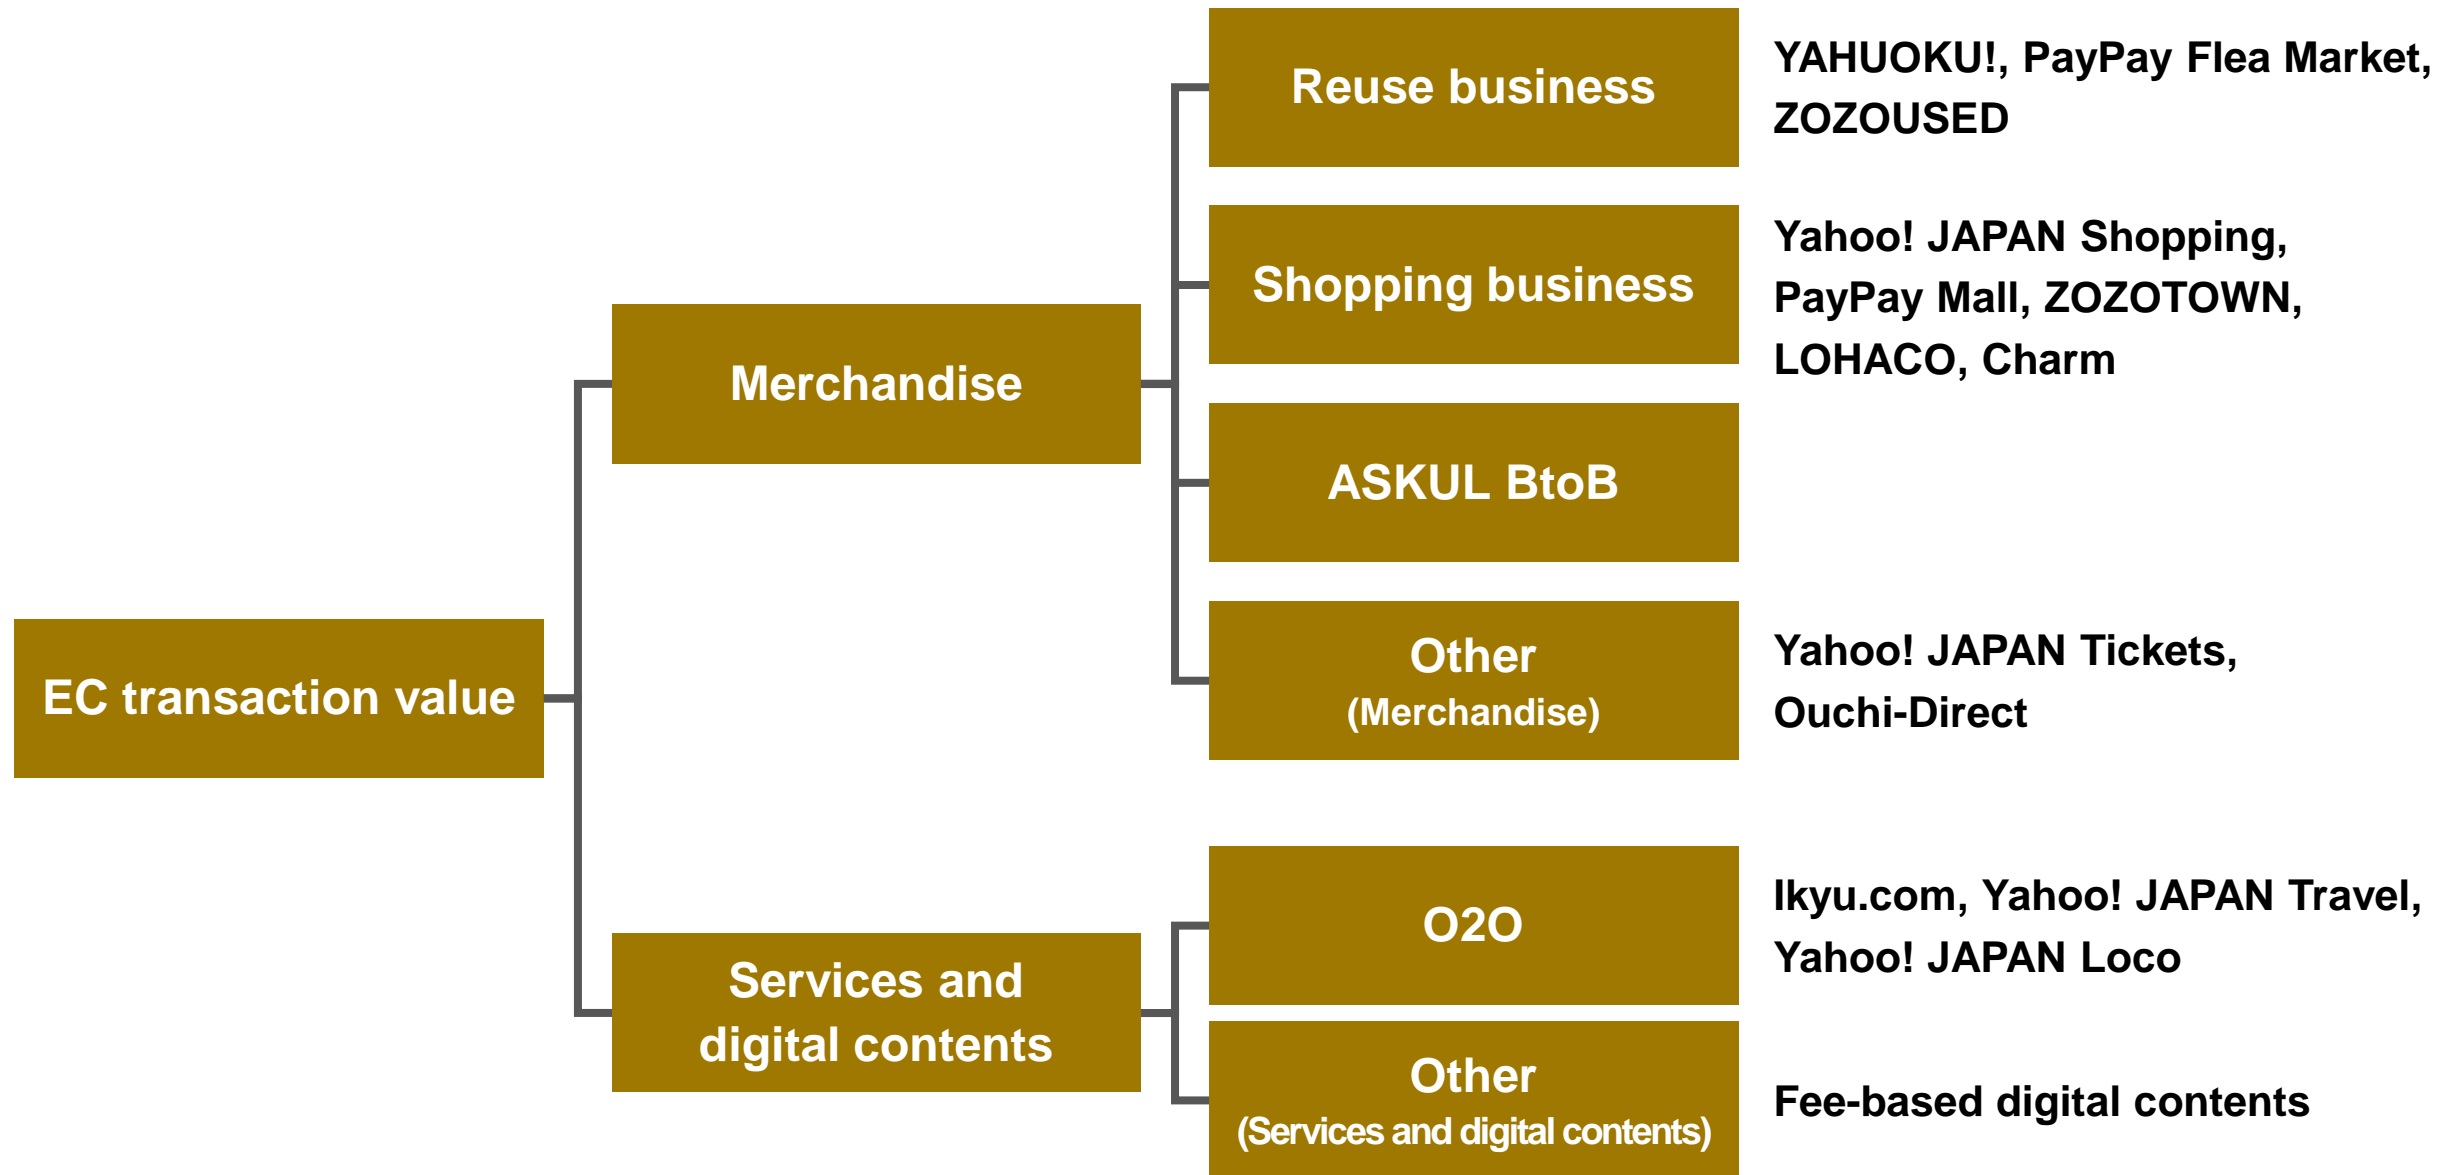 EC transaction value
Merchandise
Reuse business
YAHUOKU!, PayPay Flea Market,
ZOZOUSED
Shopping business
Yahoo! JAPAN Shopping,
PayPay Mall, ZOZOTOWN,
LOHACO, Charm
ASKUL BtoB
Other
(Merchandise)
Yahoo! JAPAN Tickets,
Ouchi-Direct
Services and
digital contents
O2O
Ikyu.com, Yahoo! JAPAN Travel,
Yahoo! JAPAN Loco
Other
(Services and digital contents)
Fee-based digital contents